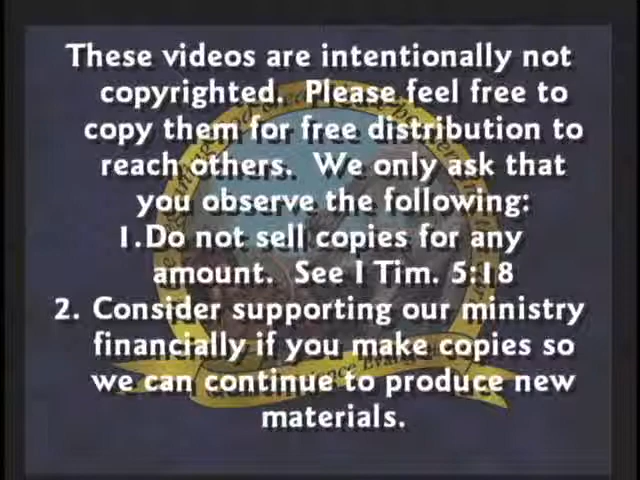 These videos are intentionally not
copyrighted. Please feel free to
copy them for free distribution to
reach others. We only ask that
you observe the following:
1.Do not sell copies for any
amount. See 1 Tim. 5:18
2. Consider supporting our ministry
financially if you make copies so
we can continue to produce new
materials.